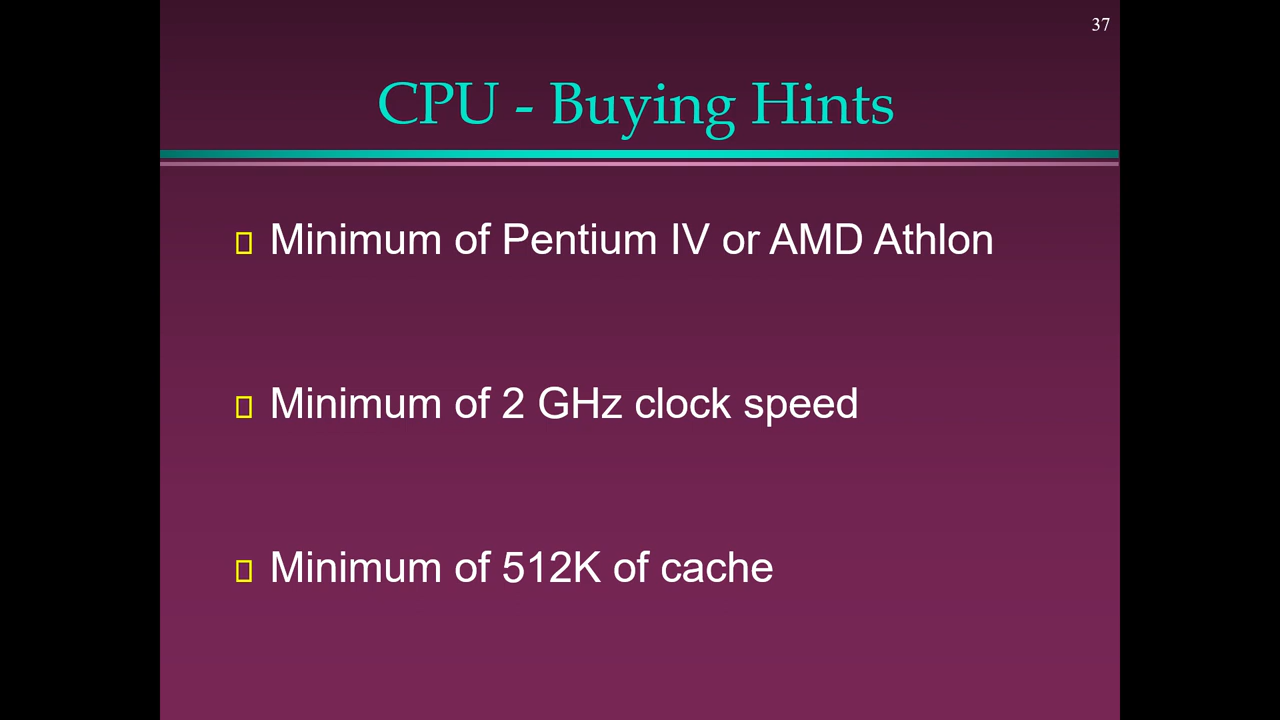 37
CPU - Buying Hints
Minimum of Pentium IV or AMD Athlon
Minimum of 2 GHz clock speed
Minimum of 512K of cache